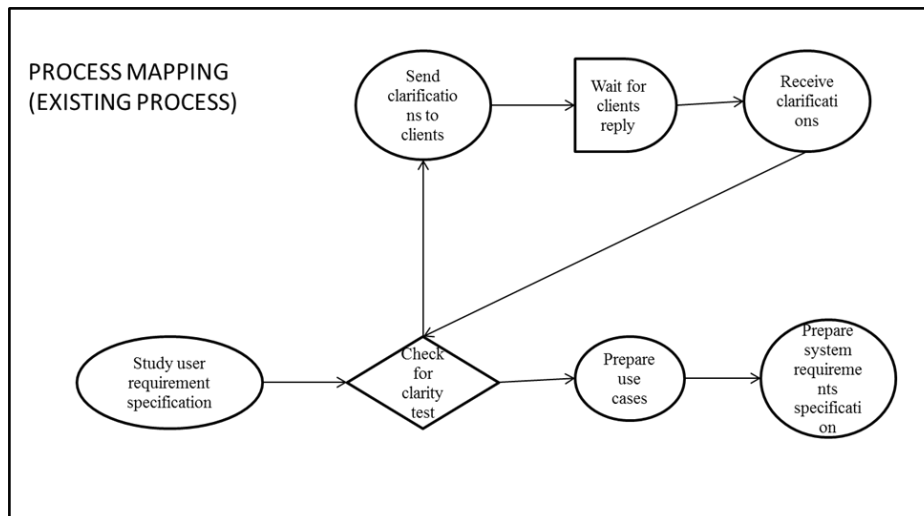 PROCESS MAPPING
(EXISTING PROCESS)
Send
clarificatio
ns to
clients
Wait for
clients
reply
Receive
clarificati
ons
Study user
requirement
specification
Check
for
clarity
test
Prepare
use
cases
Prepare
system
requireme
nts
specificati
on